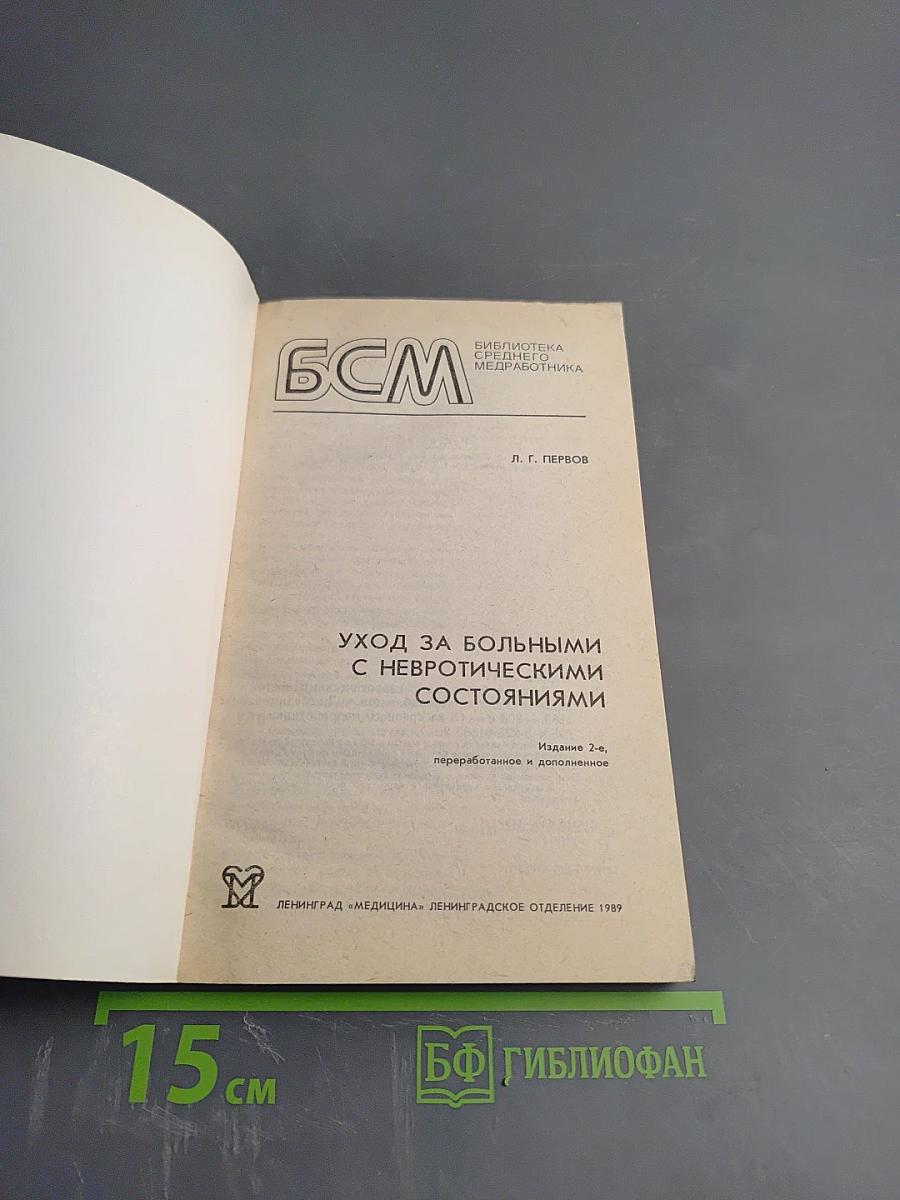 БСМ
БИБЛИОТЕКА
СРЕДНЕГО
МЕДРАБОТНИКА
Л. Г. ПЕРВОВ
УХОД ЗА БОЛЬНЫМИ
С НЕВРОТИЧЕСКИМИ
СОСТОЯНИЯМИ
Издание 2-е,
переработанное и дополненное
ЛЕНИНГРАД «МЕДИЦИНА» ЛЕНИНГРАДСКОЕ ОТДЕЛЕНИЕ 1989
15 см
БФ ГИБЛИОФАН